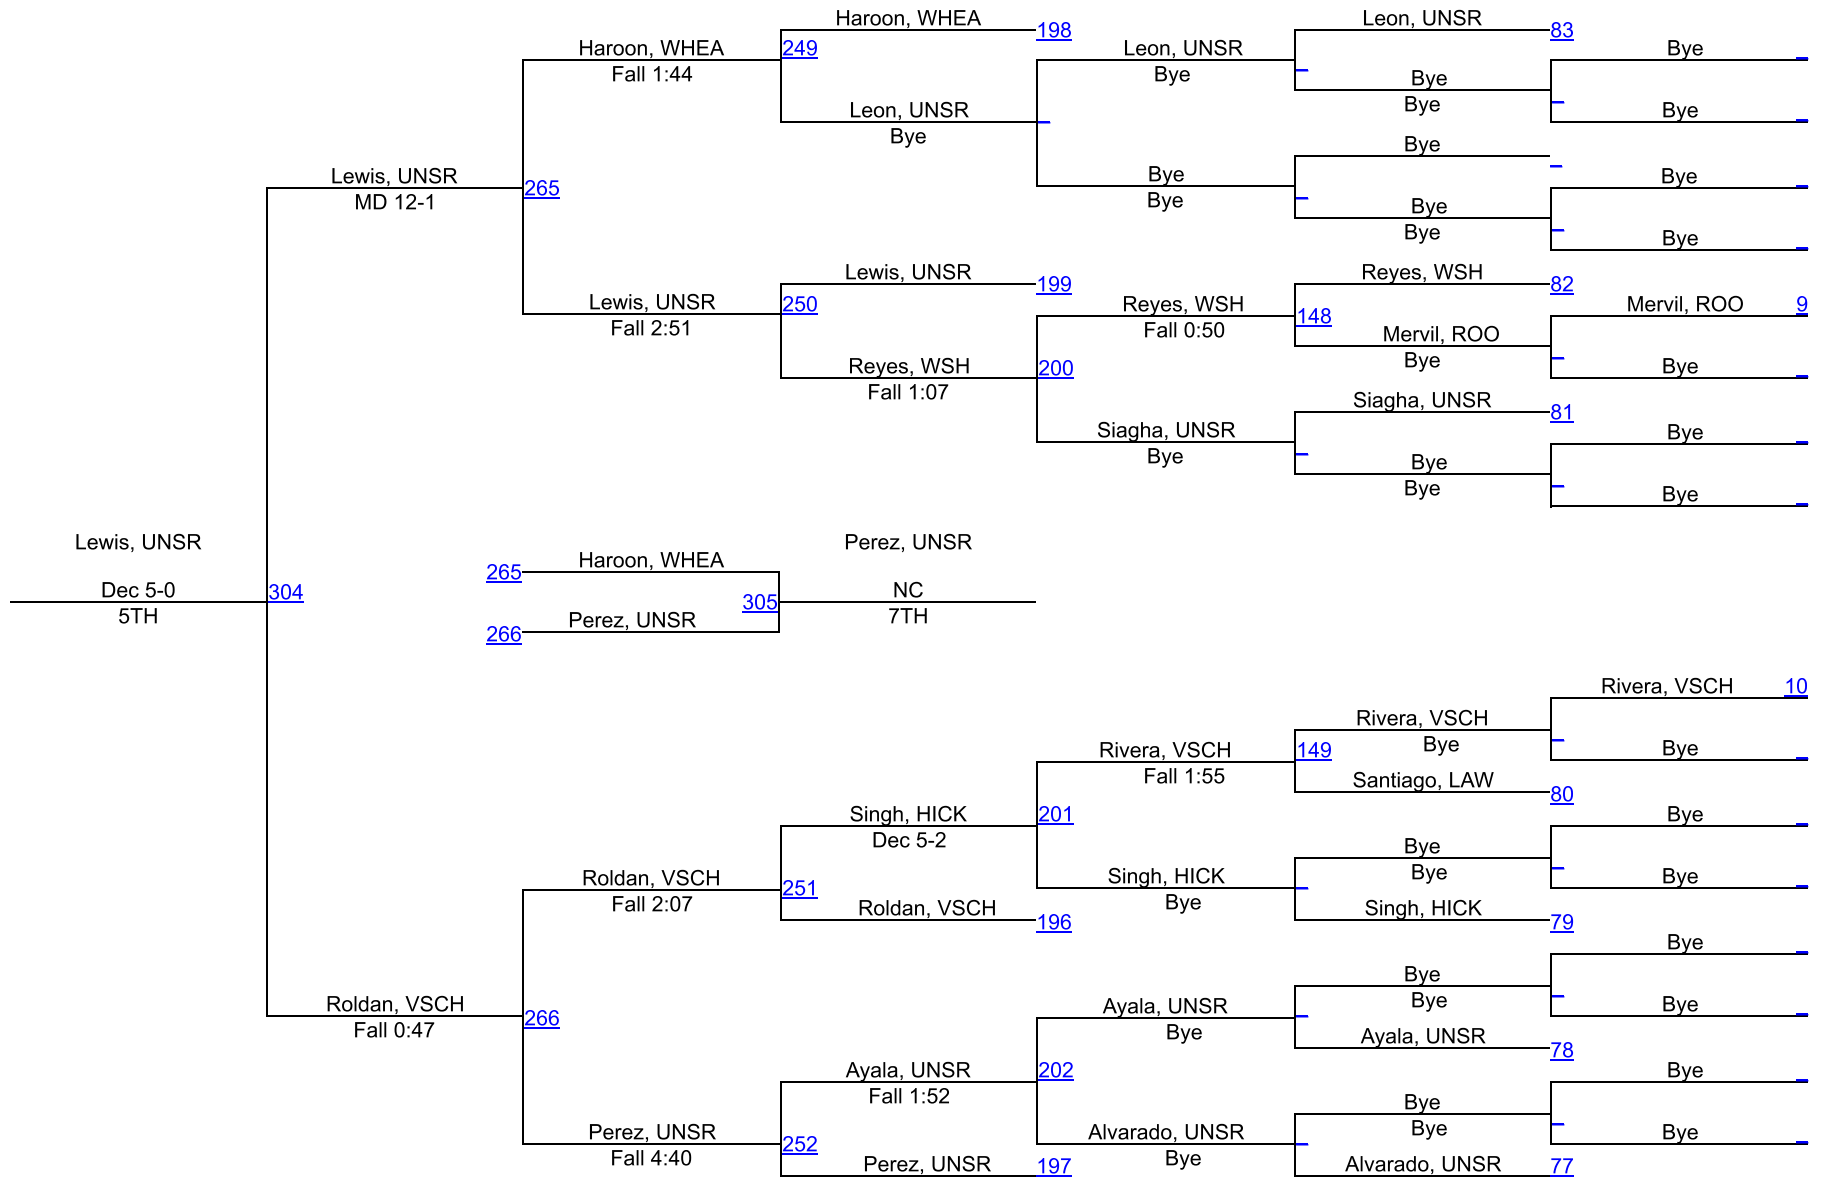 Haroon, WHEA
198
Leon, UNSR
83
Haroon, WHEA
249
Leon, UNSR
Bye
Fall 1:44
Bye
Bye
Bye
Leon, UNSR
Bye
Bye
Bye
Bye
Lewis, UNSR
265
Bye
Bye
MD 12-1
Bye
Bye
Bye
Bye
Lewis, UNSR
199
Reyes, WSH
82
Lewis, UNSR
250
Reyes, WSH
148
Mervil, ROO
9
Fall 2:51
Fall 0:50
Mervil, ROO
Reyes, WSH
200
Bye
Bye
Fall 1:07
Siagha, UNSR
81
Siagha, UNSR
Bye
Bye
Bye
Bye
Bye
Lewis, UNSR
Perez, UNSR
265
Haroon, WHEA
Dec 5-0
304
305
NC
5TH
266
Perez, UNSR
7TH
Rivera, VSCH
10
Rivera, VSCH
Rivera, VSCH
149
Bye
Bye
Fall 1:55
Santiago, LAW
80
Singh, HICK
201
Bye
Dec 5-2
Bye
Roldan, VSCH
251
Singh, HICK
Bye
Bye
Fall 2:07
Bye
Roldan, VSCH
196
Singh, HICK
79
Bye
Bye
Roldan, VSCH
266
Ayala, UNSR
Bye
Bye
Fall 0:47
Bye
Ayala, UNSR
78
Ayala, UNSR
202
Bye
Fall 1:52
Bye
Perez, UNSR
252
Alvarado, UNSR
Bye
Bye
Fall 4:40
Bye
Perez, UNSR
197
Alvarado, UNSR
77